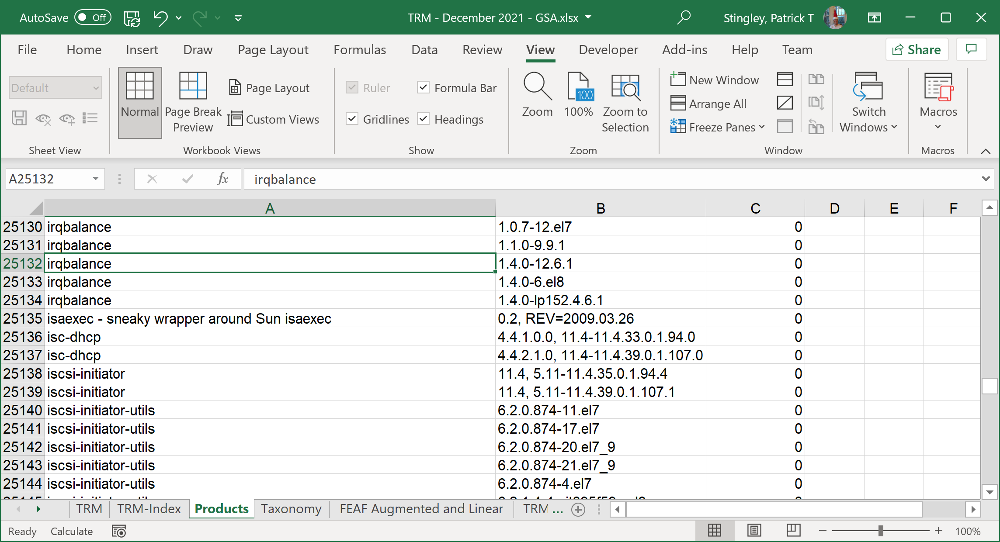 AutoSave Off TRM - December 2021 - GSA.xlsx Stingley, Patrick T
File Home Insert Draw Page Layout Formulas Data Review View Developer Add-ins Help Team Share
Default
Normal
Page Break Preview
Page Layout
Custom Views
Ruler Formula Bar
Gridlines Headings
Zoom
100
100%
Zoom to Selection
New Window
Arrange All
Freeze Panes
Switch Windows
Macros
Sheet View Workbook Views Show Zoom Window Macros
A25132 fx irqbalance
A B C D E F
25130 irqbalance 1.0.7-12.el7 0
25131 irqbalance 1.1.0-9.9.1 0
25132 irqbalance 1.4.0-12.6.1 0
25133 irqbalance 1.4.0-6.el8 0
25134 irqbalance 1.4.0-lp152.4.6.1 0
25135 isaexec - sneaky wrapper around Sun isaexec 0.2, REV=2009.03.26 0
25136 isc-dhcp 4.4.1.0.0, 11.4-11.4.33.0.1.94.0 0
25137 isc-dhcp 4.4.2.1.0, 11.4-11.4.39.0.1.107.0 0
25138 iscsi-initiator 11.4, 5.11-11.4.35.0.1.94.4 0
25139 iscsi-initiator 11.4, 5.11-11.4.39.0.1.107.1 0
25140 iscsi-initiator-utils 6.2.0.874-11.el7 0
25141 iscsi-initiator-utils 6.2.0.874-17.el7 0
25142 iscsi-initiator-utils 6.2.0.874-20.el7_9 0
25143 iscsi-initiator-utils 6.2.0.874-21.el7_9 0
25144 iscsi-initiator-utils 6.2.0.874-4.el7 0
TRM TRM-Index Products Taxonomy FEAF Augmented and Linear TRM ...
Ready Calculate 100%